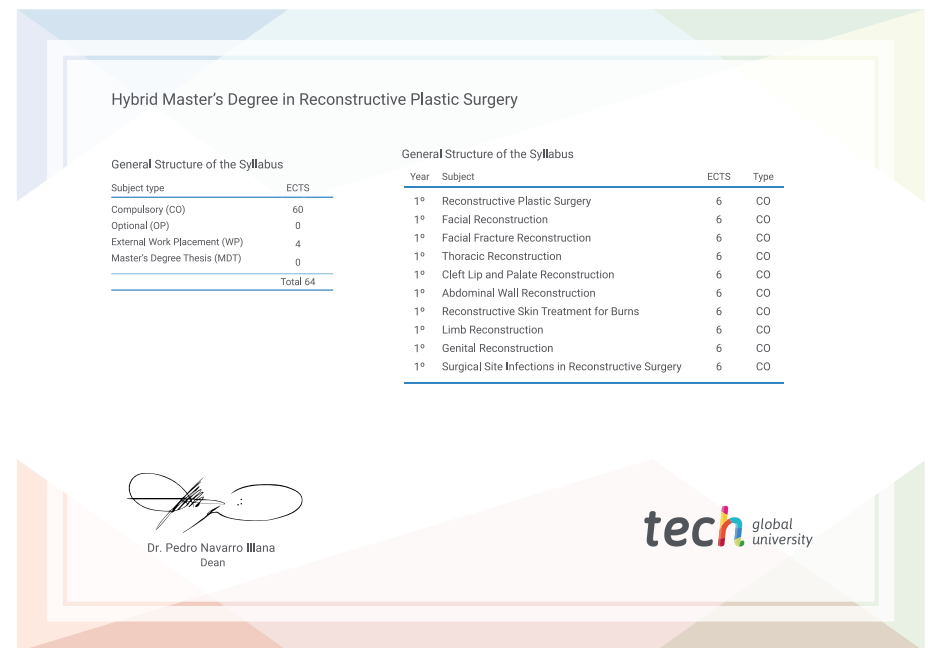 Hybrid Master's Degree in Reconstructive Plastic Surgery
General Structure of the Syllabus
Subject type ECTS
Compulsory (CO) 60
Optional (OP) 0
External Work Placement (WP) 4
Master's Degree Thesis (MDT) 0
Total 64
General Structure of the Syllabus
Year Subject ECTS Type
1º Reconstructive Plastic Surgery 6 CO
1º Facial Reconstruction 6 CO
1º Facial Fracture Reconstruction 6 CO
1º Thoracic Reconstruction 6 CO
1º Cleft Lip and Palate Reconstruction 6 CO
1º Abdominal Wall Reconstruction 6 CO
1º Reconstructive Skin Treatment for Burns 6 CO
1º Limb Reconstruction 6 CO
1º Genital Reconstruction 6 CO
1º Surgical Site Infections in Reconstructive Surgery 6 CO
Dr. Pedro Navarro Illana
Dean
tech global
university